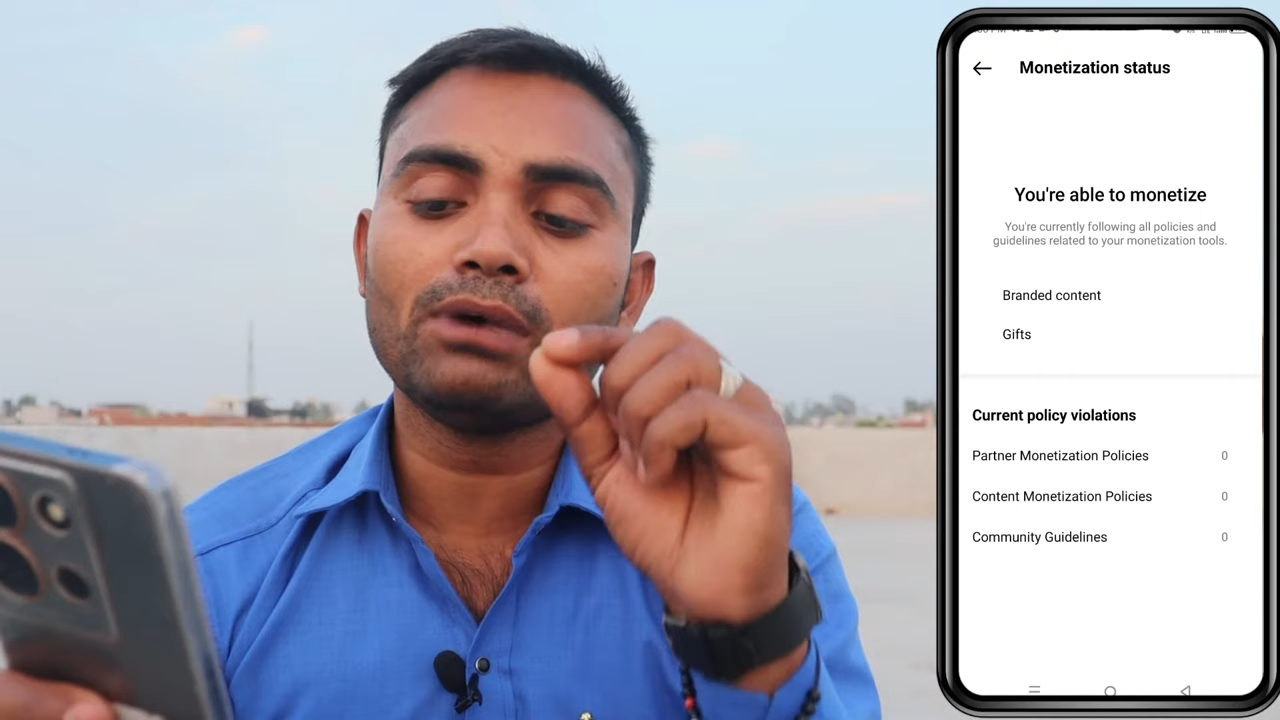 Monetization status
You're able to monetize
You're currently following all policies and
guidelines related to your monetization tools.
Branded content
Gifts
Current policy violations
Partner Monetization Policies 0
Content Monetization Policies 0
Community Guidelines 0